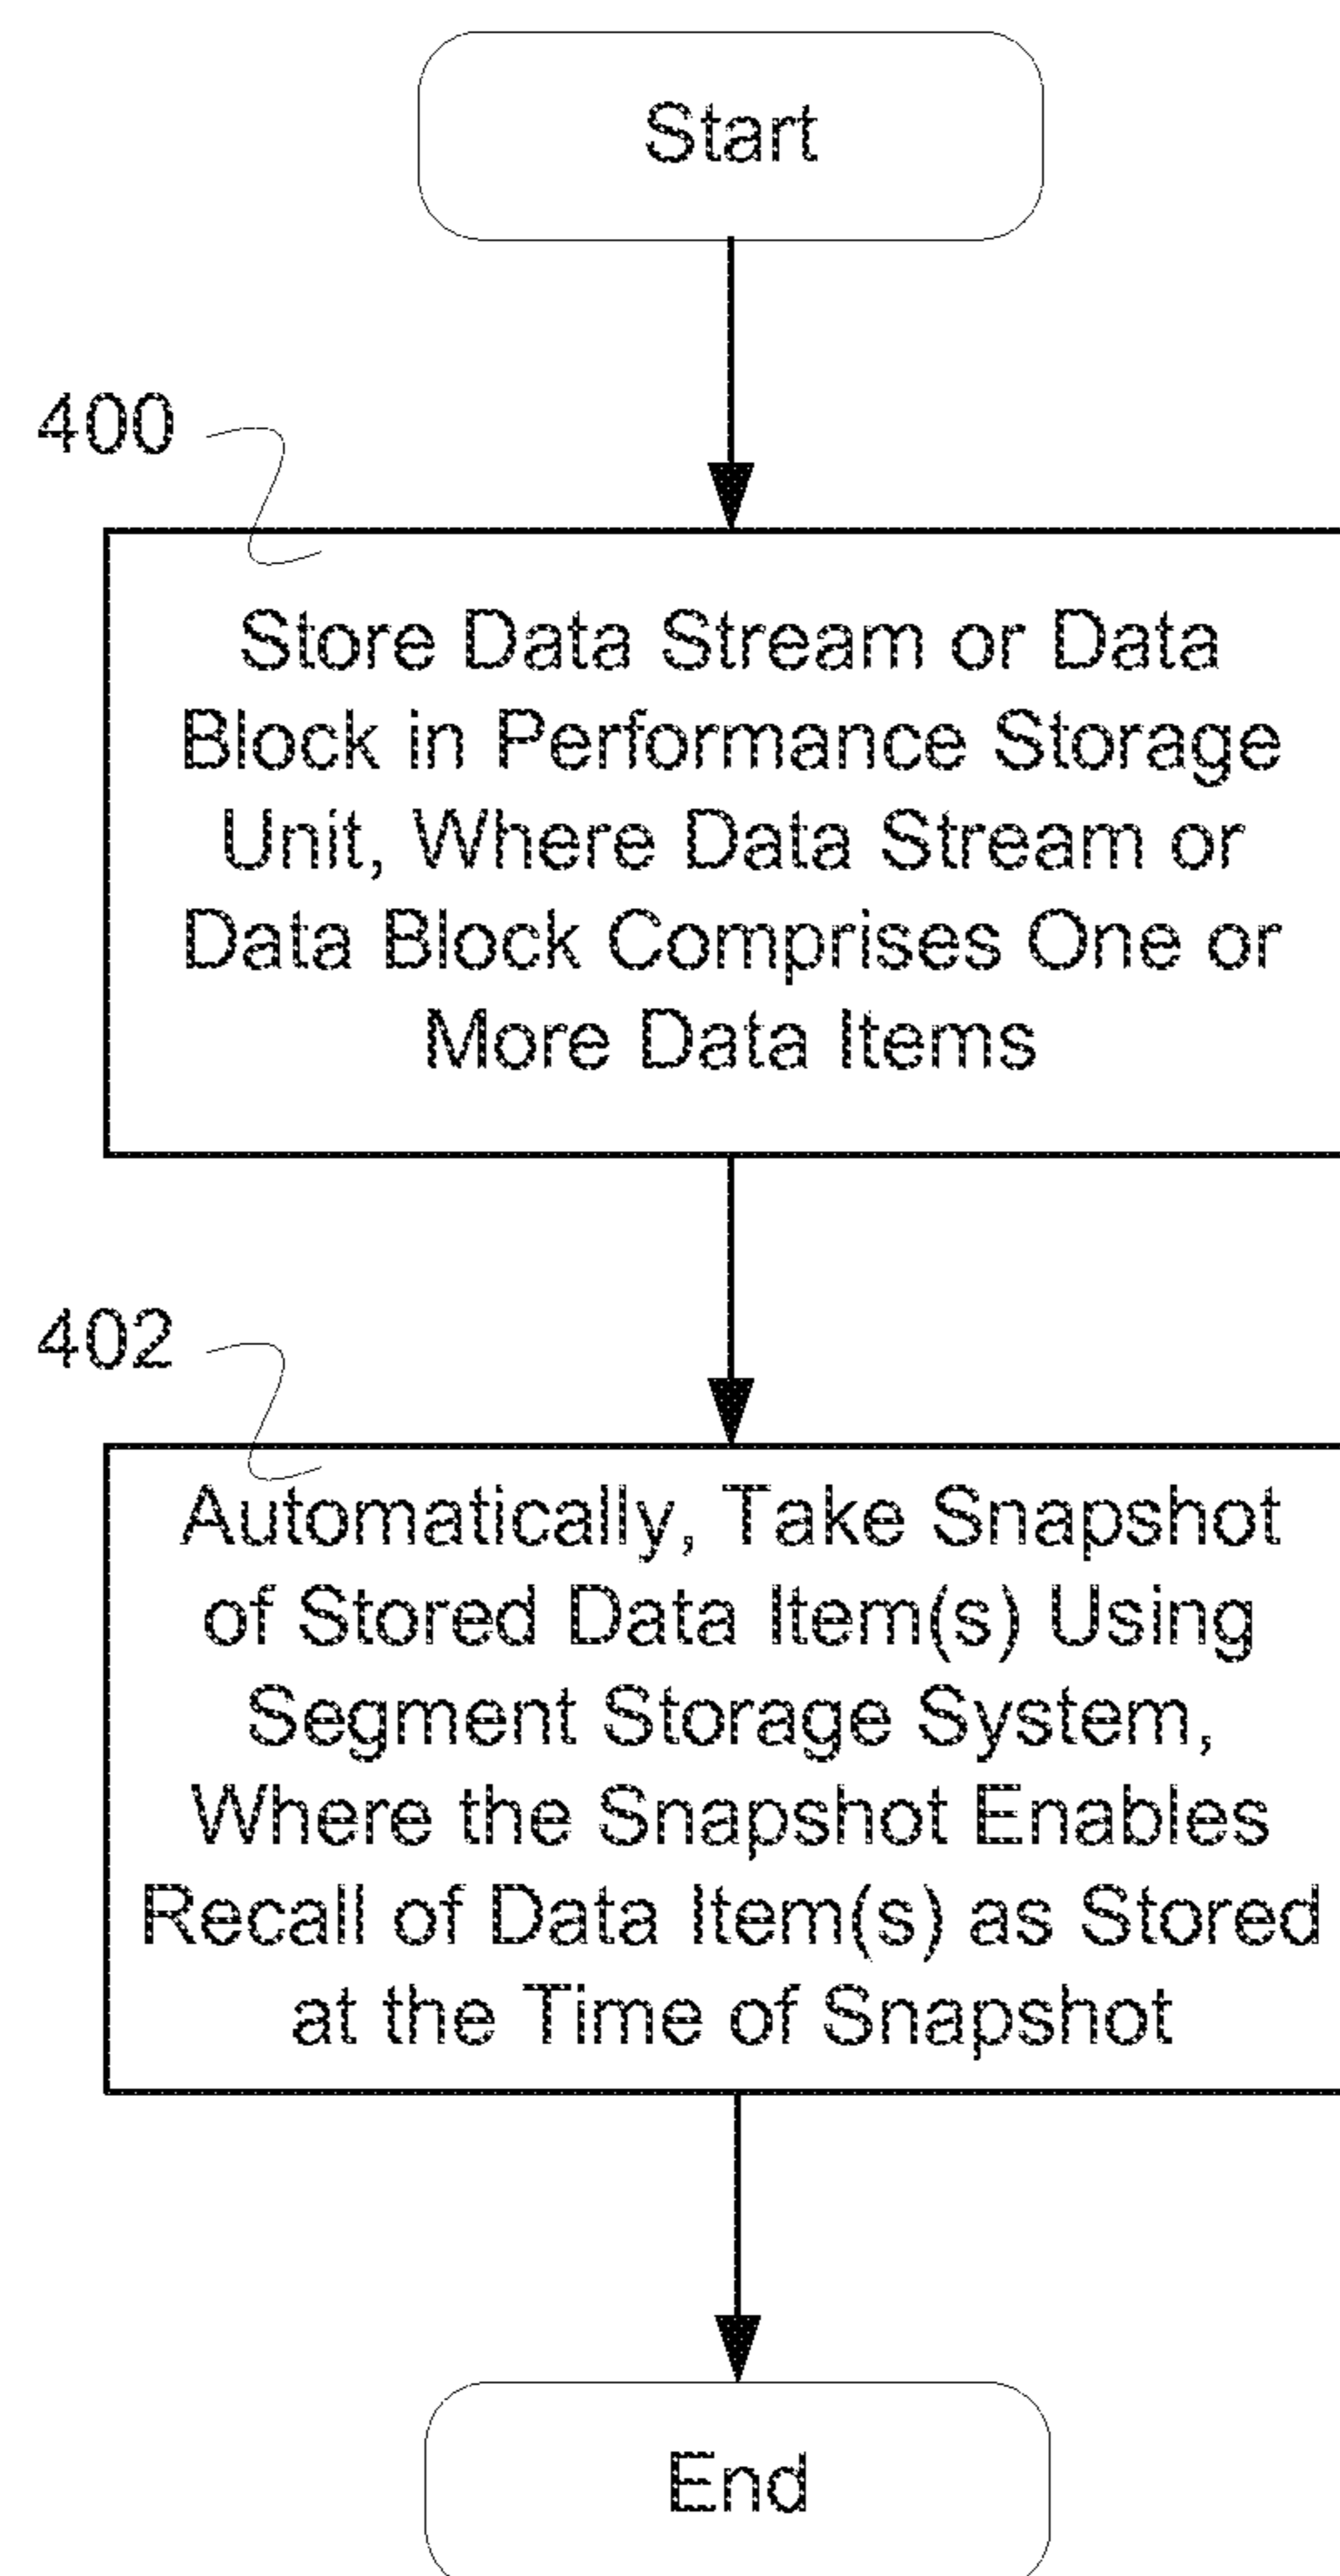 Start
400
Store Data Stream or Data
Block in Performance Storage
Unit, Where Data Stream or
Data Block Comprises One or
More Data Items
402
Automatically, Take Snapshot
of Stored Data Item(s) Using
Segment Storage System,
Where the Snapshot Enables
Recall of Data Item(s) as Stored
at the Time of Snapshot
End